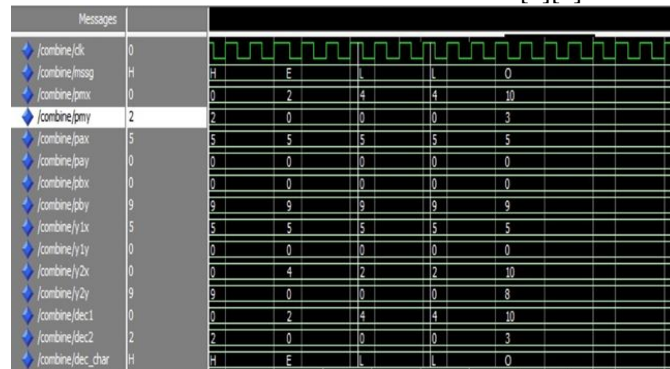 Messages
/combine/clk 0
/combine/mssg H H E L L O
/combine/pmx 0 0 2 4 4 10
/combine/pmy 2 2 0 0 0 3
/combine/pax 5 5 5 5 5 5
/combine/pay 0 0 0 0 0 0
/combine/pbx 0 0 0 0 0 0
/combine/pby 9 9 9 9 9 9
/combine/y1x 5 5 5 5 5 5
/combine/y1y 0 0 0 0 0 0
/combine/y2x 0 0 4 2 2 10
/combine/y2y 9 9 0 0 0 8
/combine/dec1 0 0 2 4 4 10
/combine/dec2 2 2 0 0 0 3
/combine/dec_char H H E L L O